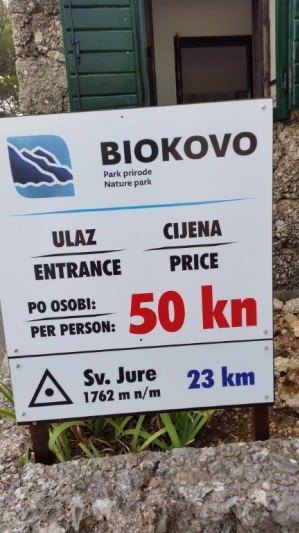 BIOKOVO
Park prirode
Nature park
ULAZ CIJENA
ENTRANCE PRICE
PO OSOBI:
PER PERSON: 50 kn
Sv. Jure 23 km
1762 m n/m